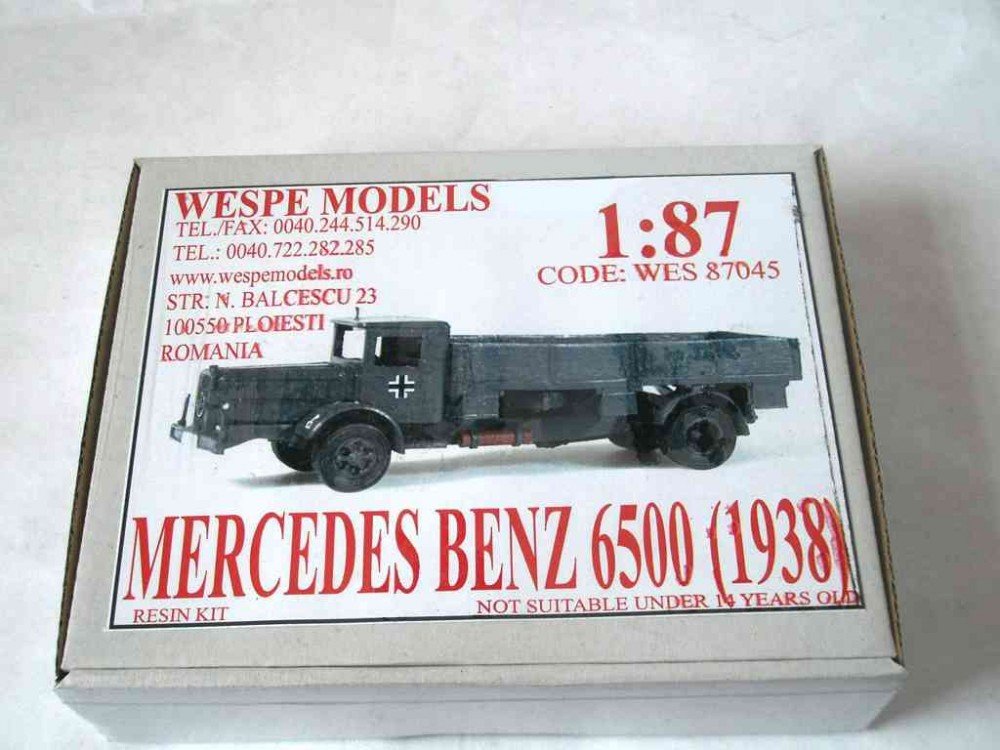 WESPE MODELS
TEL./FAX: 0040.244.514.290
TEL.: 0040.722.282.285
www.wespemodels.ro
STR: N. BALCESCU 23
100550 PLOIESTI
ROMANIA
1:87
CODE: WES 87045
MERCEDES BENZ 6500 (1938)
RESIN KIT
NOT SUITABLE UNDER 14 YEARS OLD